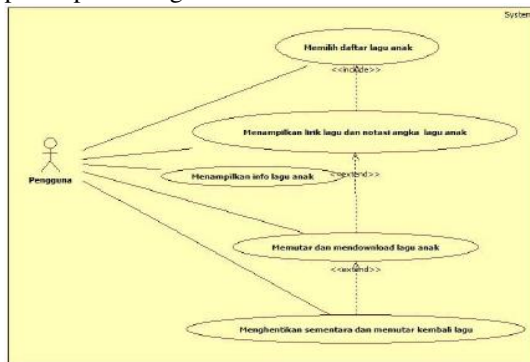 System
Memilih daftar lagu anak
<<include>>
Menampilkan lirik lagu dan notasi angka lagu anak
Pengguna
Menampilkan info lagu anak
<<extend>>
Memutar dan mendownload lagu anak
<<extend>>
Menghentikan sementara dan memutar kembali lagu